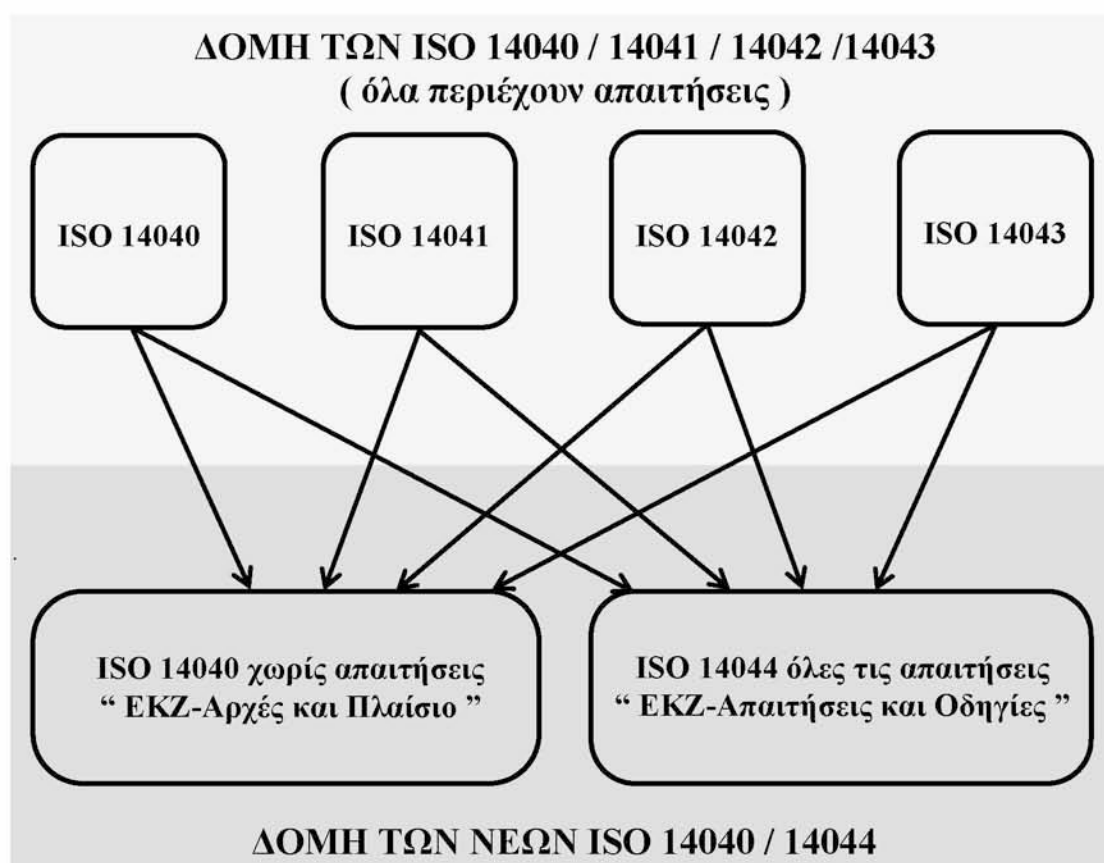 ΔΟΜΗ ΤΩΝ ISO 14040 / 14041 / 14042 /14043
( όλα περιέχουν απαιτήσεις )
ISO 14040
ISO 14041
ISO 14042
ISO 14043
ISO 14040 χωρίς απαιτήσεις
“ ΕΚΖ-Αρχές και Πλαίσιο ”
ISO 14044 όλες τις απαιτήσεις
“ ΕΚΖ-Απαιτήσεις και Οδηγίες ”
ΔΟΜΗ ΤΩΝ ΝΕΩΝ ISO 14040 / 14044